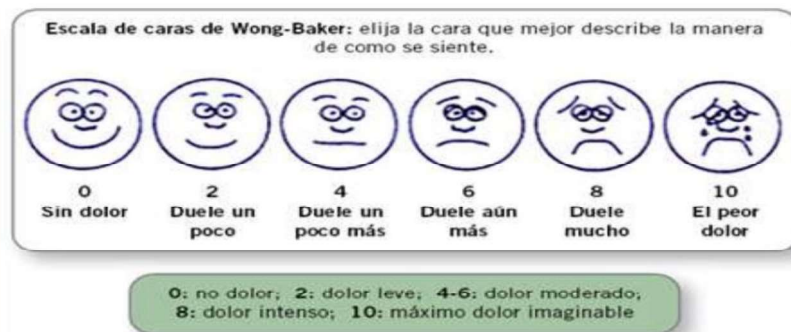 Escala de caras de Wong-Baker: elija la cara que mejor describe la manera
de como se siente.
0 2 4 6 8 10
Sin dolor Duele un Duele un Duele aún Duele El peor
poco poco más más mucho dolor
0: no dolor; 2: dolor leve; 4-6: dolor moderado;
8: dolor intenso; 10: máximo dolor imaginable